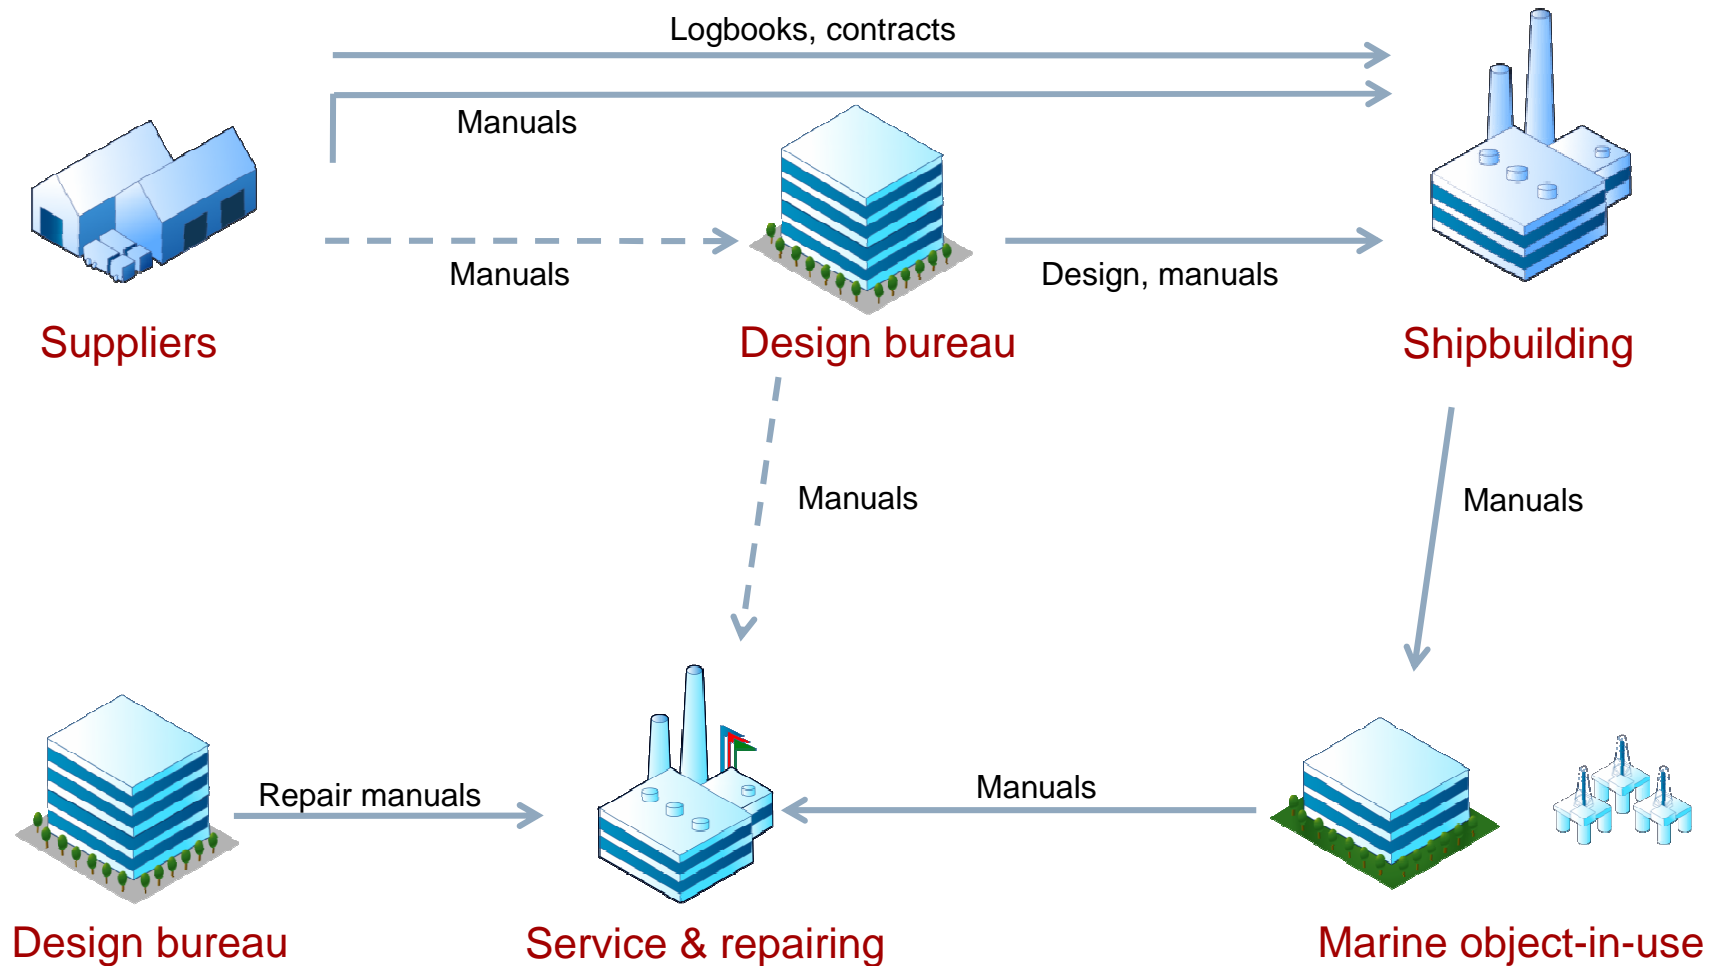 Logbooks, contracts
Manuals
Manuals
Design, manuals
Suppliers
Design bureau
Shipbuilding
Manuals
Manuals
Repair manuals
Manuals
Design bureau
Service & repairing
Marine object-in-use